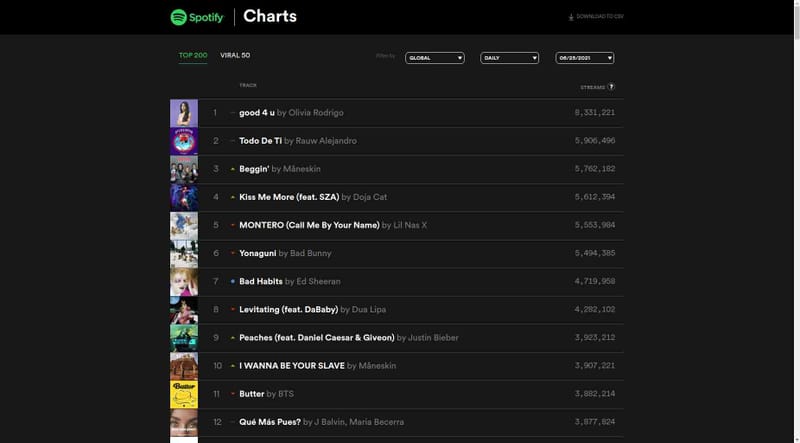 Spotify Charts
DOWNLOAD TO CSV
TOP 200 VIRAL 50 Filter by GLOBAL DAILY 06/25/2021
TRACK STREAMS ?
1 good 4 u by Olivia Rodrigo 8,331,221
2 Todo De Ti by Rauw Alejandro 5,906,496
3 Beggin' by Måneskin 5,762,182
4 Kiss Me More (feat. SZA) by Doja Cat 5,612,394
5 MONTERO (Call Me By Your Name) by Lil Nas X 5,553,984
6 Yonaguni by Bad Bunny 5,494,385
7 Bad Habits by Ed Sheeran 4,719,958
8 Levitating (feat. DaBaby) by Dua Lipa 4,282,102
9 Peaches (feat. Daniel Caesar & Giveon) by Justin Bieber 3,923,212
10 I WANNA BE YOUR SLAVE by Måneskin 3,907,221
Butter
11 Butter by BTS 3,882,214
12 Qué Más Pues? by J Balvin, Maria Becerra 3,877,824